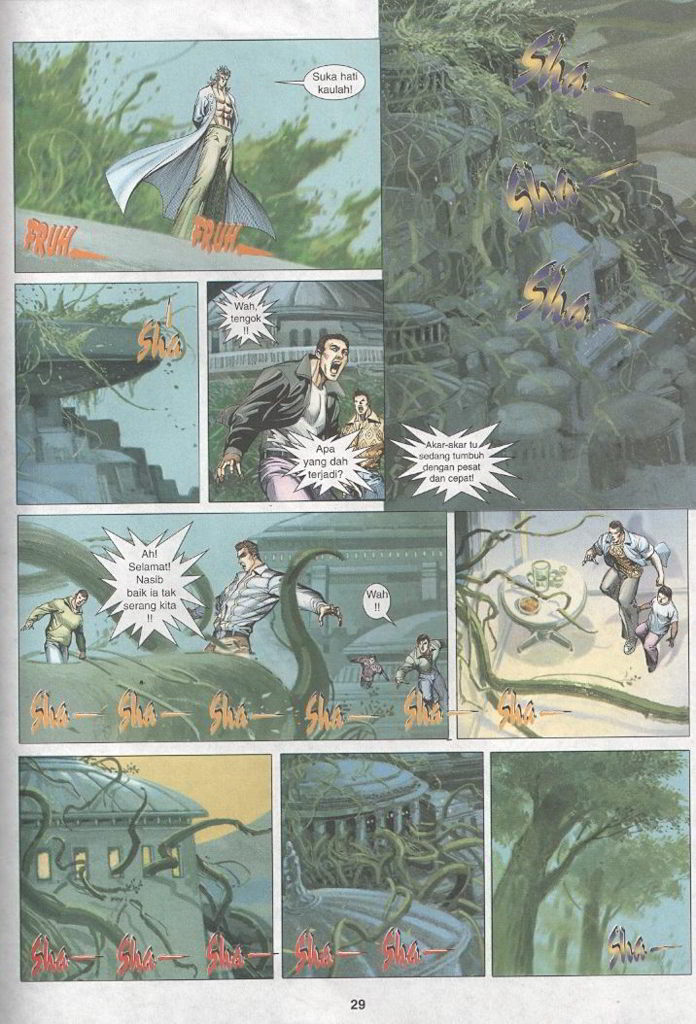 Suka hati
kaulah!
FRUH
FRUH
Sha—
Sha—
Sha—
Sha
Wah,
tengok
!!
Apa
yang dah
terjadi?
Akar-akar tu
sedang tumbuh
dengan pesat
dan cepat!
Ah!
Selamat!
Nasib
baik ia tak
serang kita
!!
Wah
!!
Sha— Sha— Sha— Sha— Sha— Sha—
Sha— Sha— Sha— Sha— Sha—
Sha—
29